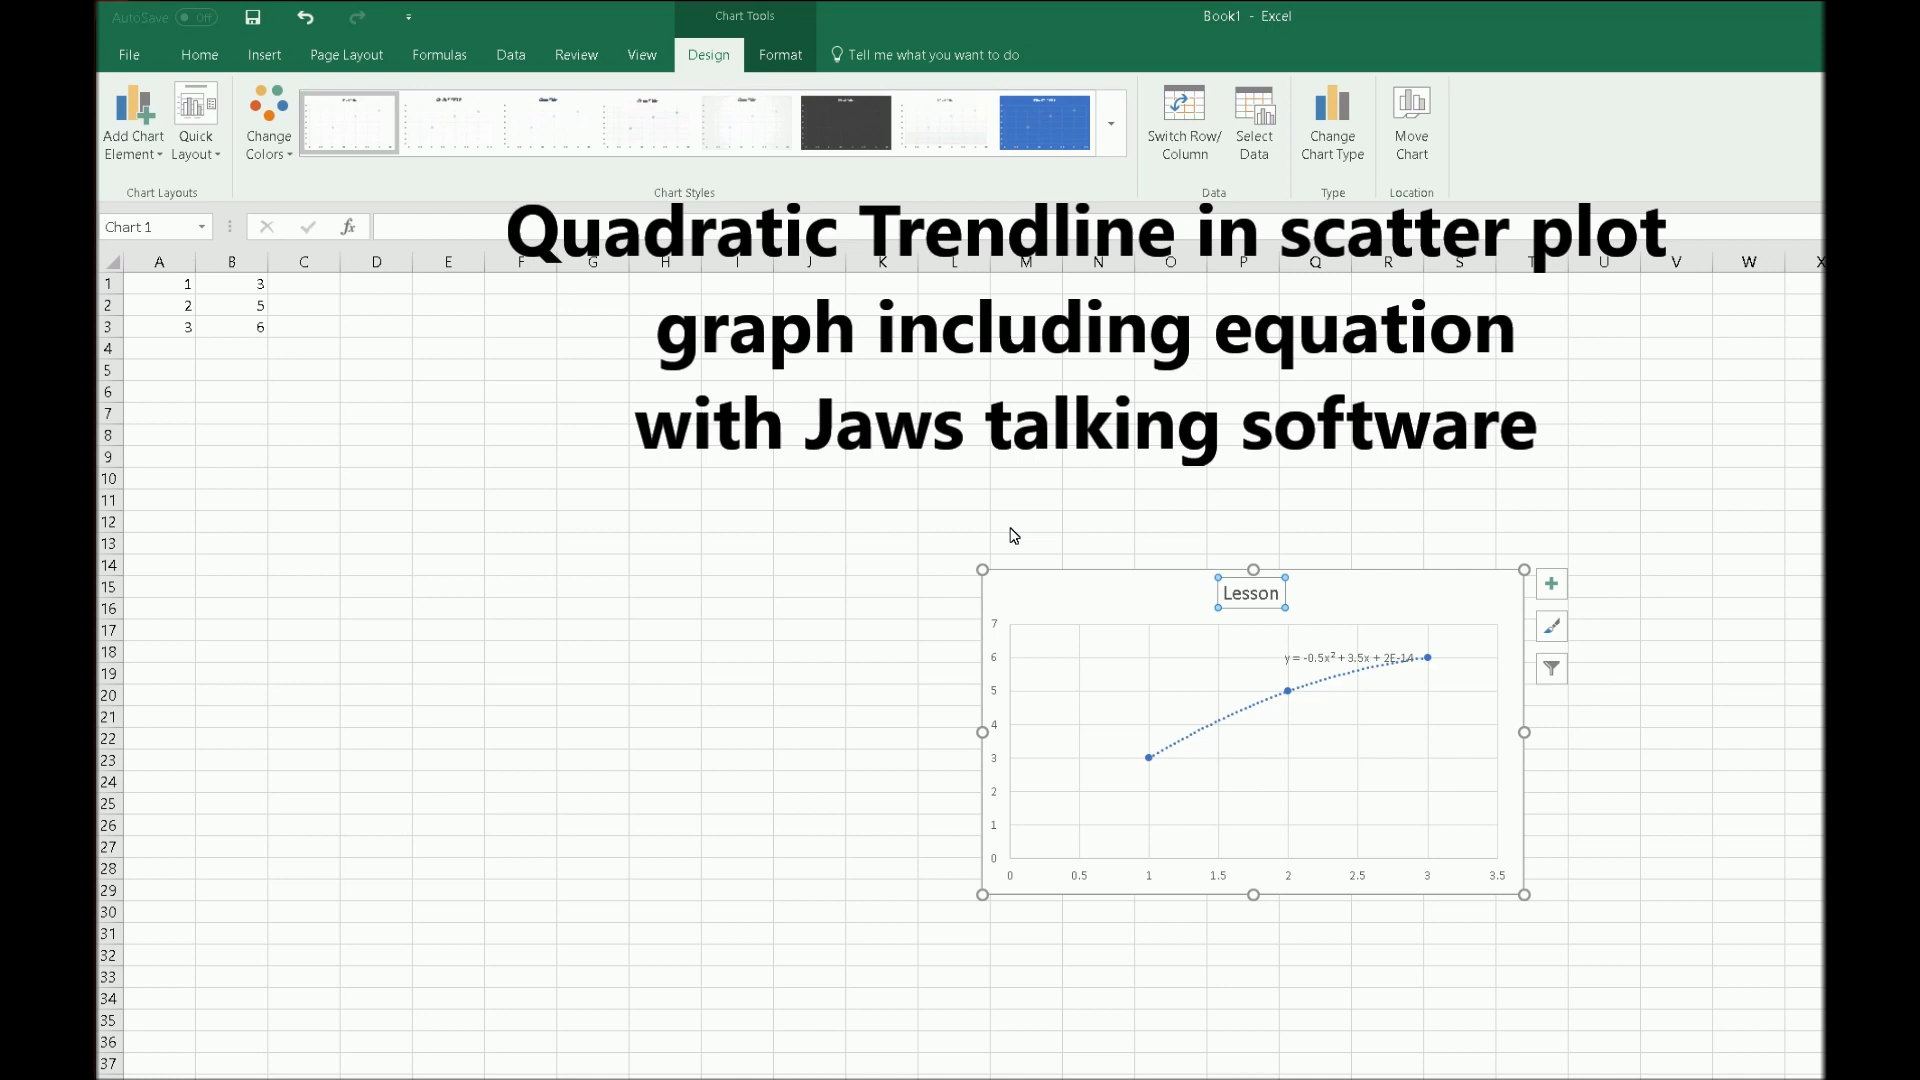 AutoSave Off
Chart Tools
Book1 - Excel
File Home Insert Page Layout Formulas Data Review View Design Format Tell me what you want to do
Add Chart Element
Quick Layout
Change Colors
Switch Row/ Column
Select Data
Change Chart Type
Move Chart
Chart Layouts
Chart Styles
Data
Type
Location
Chart 1
fx
Quadratic Trendline in scatter plot
graph including equation
with Jaws talking software
A B C D E F G H I J K L M N O P Q R S T U V W X
1 1 3
2 2 5
3 3 6
4
5
6
7
8
9
10
11
12
13
14
15
16
17
18
19
20
21
22
23
24
25
26
27
28
29
30
31
32
33
34
35
36
37
Lesson
7
6
y = -0.5x² + 3.5x + 2E-14
5
4
3
2
1
0
0 0.5 1 1.5 2 2.5 3 3.5